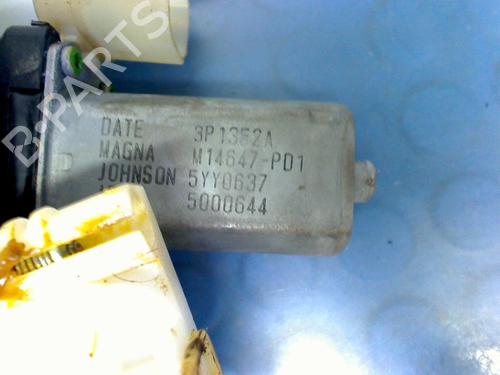 B-PARTS
DATE 3P1352A
MAGNA M14647-PD1
JOHNSON 5YY0637
5000644